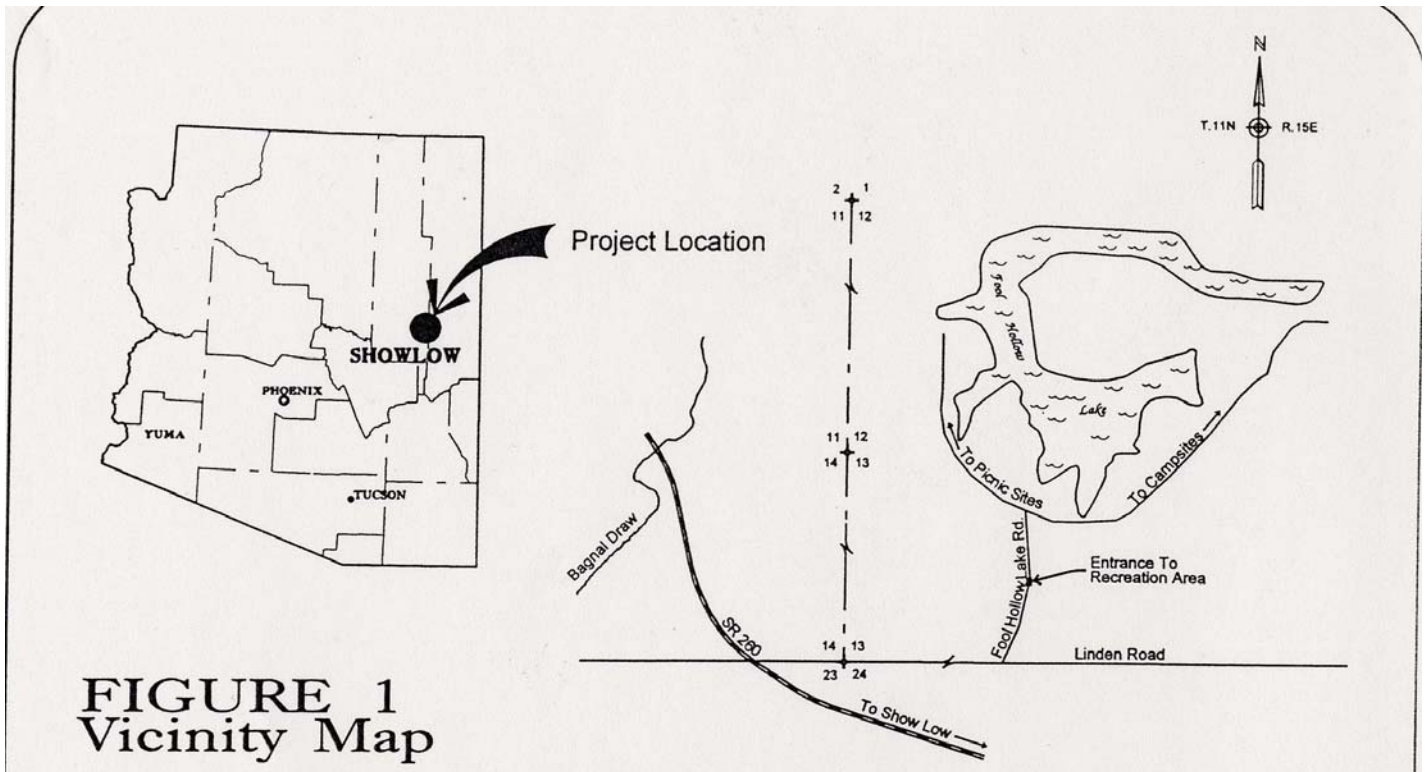 N
T.11N R.15E
2 1
11 12
Project Location
SHOWLOW
PHOENIX
YUMA
TUCSON
Fool
Hollow
Lake
11 12
14 13
To Picnic Sites
To Campsites
Bagnal Draw
Fool Hollow Lake Rd.
Entrance To
Recreation Area
SR 260
14 13
23 24
Linden Road
To Show Low
FIGURE 1
Vicinity Map